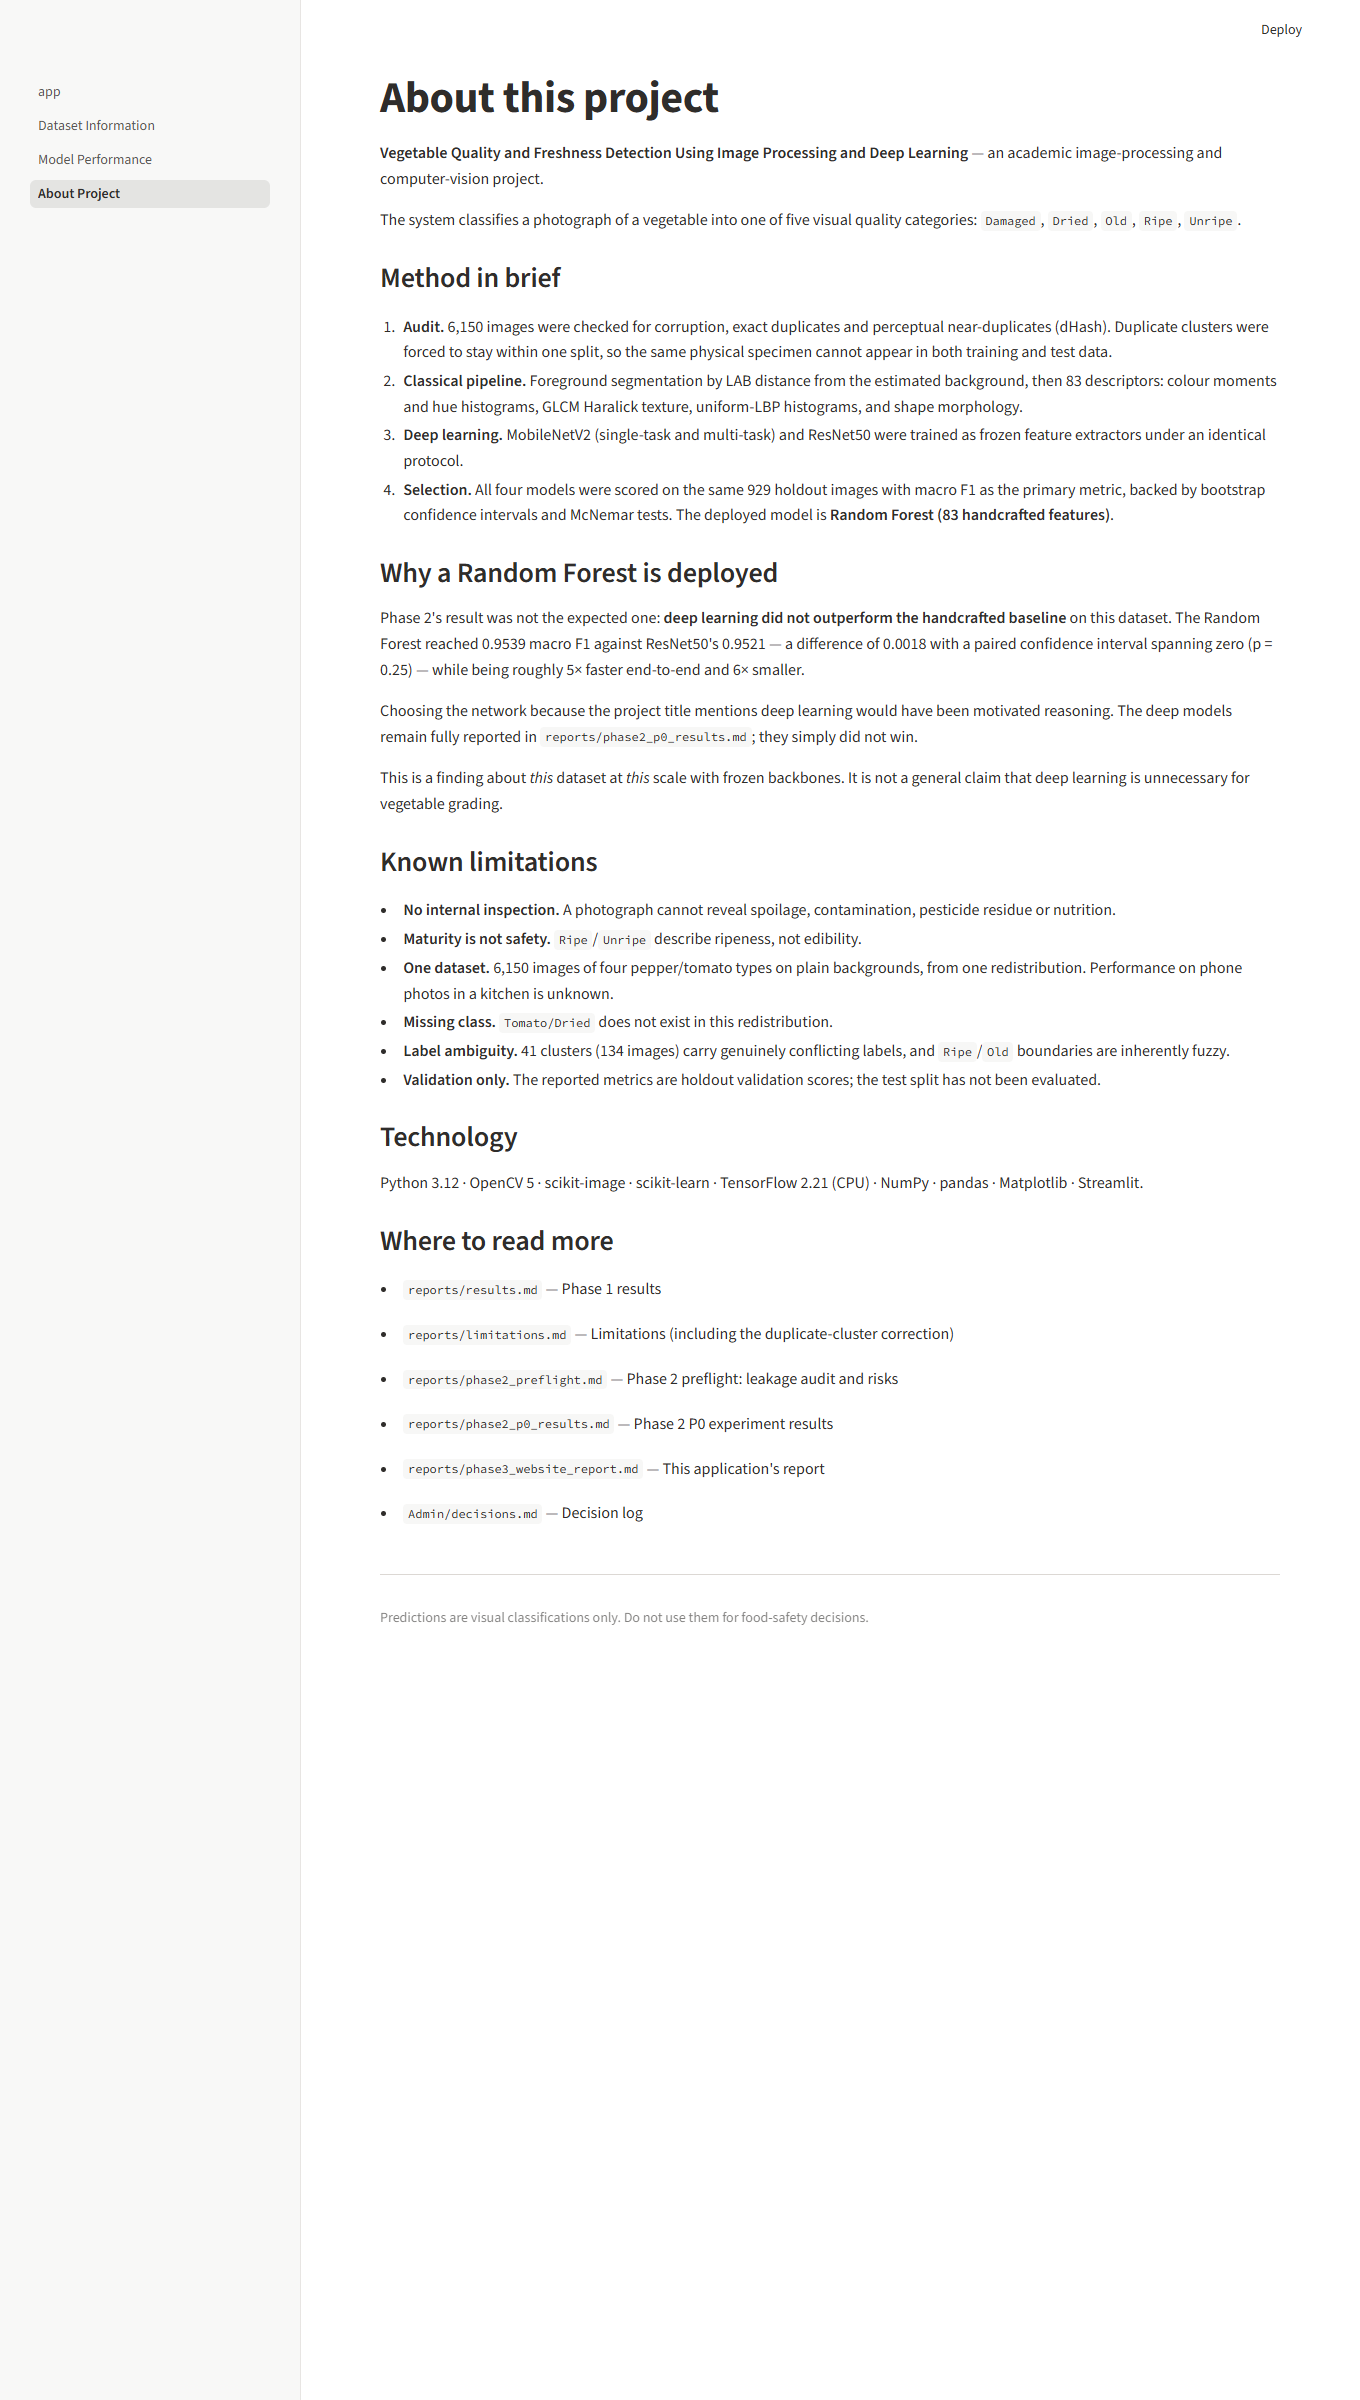 Deploy
app
Dataset Information
Model Performance
About Project
About this project
Vegetable Quality and Freshness Detection Using Image Processing and Deep Learning — an academic image-processing and
computer-vision project.
The system classifies a photograph of a vegetable into one of five visual quality categories: Damaged, Dried, Old, Ripe, Unripe.
Method in brief
1. Audit. 6,150 images were checked for corruption, exact duplicates and perceptual near-duplicates (dHash). Duplicate clusters were
forced to stay within one split, so the same physical specimen cannot appear in both training and test data.
2. Classical pipeline. Foreground segmentation by LAB distance from the estimated background, then 83 descriptors: colour moments
and hue histograms, GLCM Haralick texture, uniform-LBP histograms, and shape morphology.
3. Deep learning. MobileNetV2 (single-task and multi-task) and ResNet50 were trained as frozen feature extractors under an identical
protocol.
4. Selection. All four models were scored on the same 929 holdout images with macro F1 as the primary metric, backed by bootstrap
confidence intervals and McNemar tests. The deployed model is Random Forest (83 handcrafted features).
Why a Random Forest is deployed
Phase 2's result was not the expected one: deep learning did not outperform the handcrafted baseline on this dataset. The Random
Forest reached 0.9539 macro F1 against ResNet50's 0.9521 — a difference of 0.0018 with a paired confidence interval spanning zero (p =
0.25) — while being roughly 5× faster end-to-end and 6× smaller.
Choosing the network because the project title mentions deep learning would have been motivated reasoning. The deep models
remain fully reported in reports/phase2_p0_results.md; they simply did not win.
This is a finding about this dataset at this scale with frozen backbones. It is not a general claim that deep learning is unnecessary for
vegetable grading.
Known limitations
• No internal inspection. A photograph cannot reveal spoilage, contamination, pesticide residue or nutrition.
• Maturity is not safety. Ripe / Unripe describe ripeness, not edibility.
• One dataset. 6,150 images of four pepper/tomato types on plain backgrounds, from one redistribution. Performance on phone
photos in a kitchen is unknown.
• Missing class. Tomato/Dried does not exist in this redistribution.
• Label ambiguity. 41 clusters (134 images) carry genuinely conflicting labels, and Ripe / Old boundaries are inherently fuzzy.
• Validation only. The reported metrics are holdout validation scores; the test split has not been evaluated.
Technology
Python 3.12 · OpenCV 5 · scikit-image · scikit-learn · TensorFlow 2.21 (CPU) · NumPy · pandas · Matplotlib · Streamlit.
Where to read more
• reports/results.md — Phase 1 results
• reports/limitations.md — Limitations (including the duplicate-cluster correction)
• reports/phase2_preflight.md — Phase 2 preflight: leakage audit and risks
• reports/phase2_p0_results.md — Phase 2 P0 experiment results
• reports/phase3_website_report.md — This application's report
• Admin/decisions.md — Decision log
Predictions are visual classifications only. Do not use them for food-safety decisions.